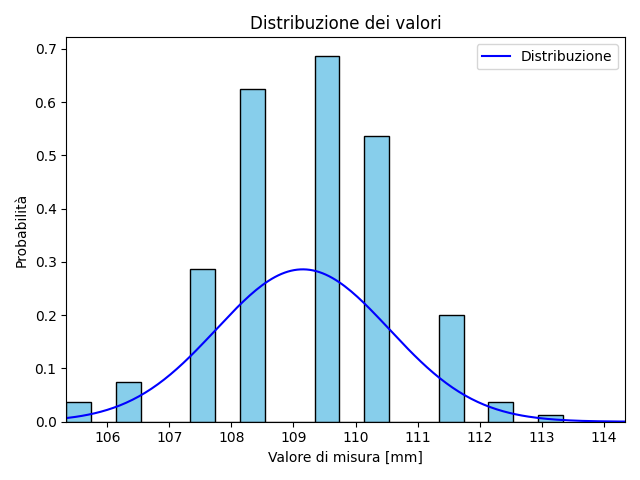 Distribuzione dei valori
Distribuzione
Probabilità
0.7
0.6
0.5
0.4
0.3
0.2
0.1
0.0
106 107 108 109 110 111 112 113 114
Valore di misura [mm]